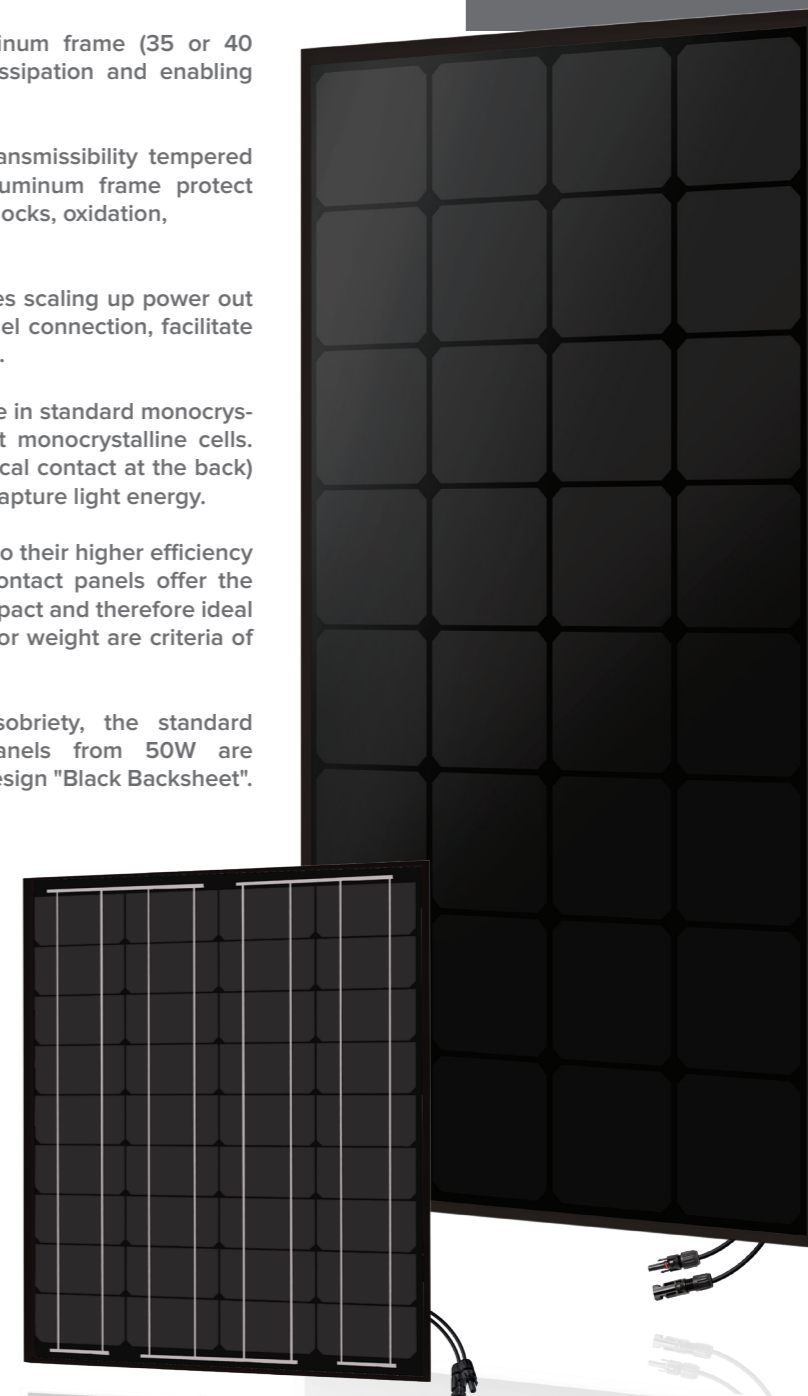 inum frame (35 or 40
ssipation and enabling
ansmissibility tempered
uminum frame protect
ocks, oxidation,
es scaling up power out
el connection, facilitate
.
e in standard monocrys-
t monocrystalline cells.
cal contact at the back)
apture light energy.
o their higher efficiency
ontact panels offer the
pact and therefore ideal
or weight are criteria of
sobriety, the standard
anels from 50W are
esign "Black Backsheet".